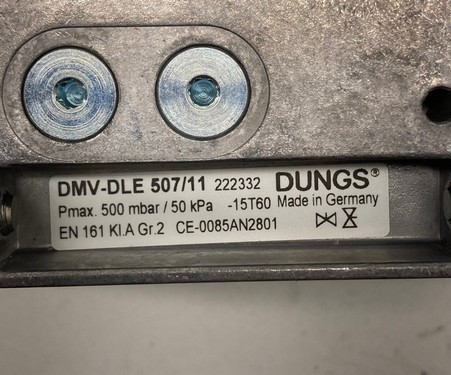 DMV-DLE 507/11 222332 DUNGS®
Pmax. 500 mbar / 50 kPa -15T60 Made in Germany
EN 161 Kl.A Gr.2 CE-0085AN2801